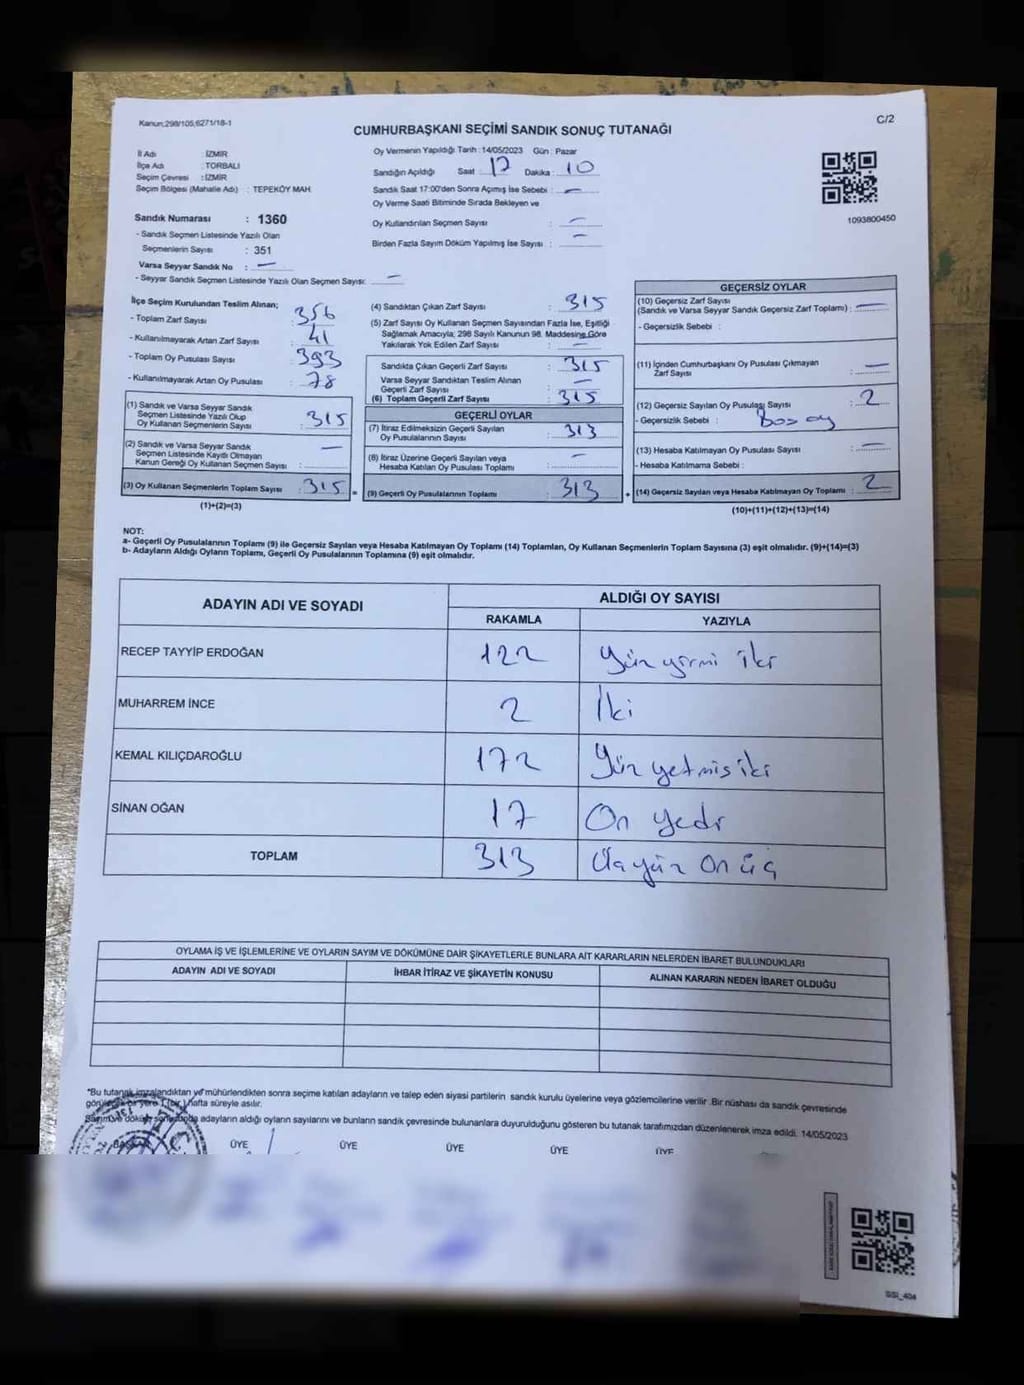 Kanun:298/105,6271/18-1
C/2
CUMHURBAŞKANI SEÇİMİ SANDIK SONUÇ TUTANAĞI
İl Adı : İZMİR
İlçe Adı : TORBALI
Seçim Çevresi : İZMİR
Seçim Bölgesi (Mahalle Adı) : TEPEKÖY MAH.
Sandık Numarası : 1360
- Sandık Seçmen Listesinde Yazılı Olan
Seçmenlerin Sayısı : 351
Varsa Seyyar Sandık No : —
- Seyyar Sandık Seçmen Listesinde Yazılı Olan Seçmen Sayısı: —
Oy Vermenin Yapıldığı Tarih : 14/05/2023 Gün : Pazar
Sandığın Açıldığı Saat : 17 Dakika : 10
Sandık Saat 17:00'den Sonra Açılmış İse Sebebi : —
Oy Verme Saati Bitiminde Sırada Bekleyen ve
Oy Kullandırılan Seçmen Sayısı : —
Birden Fazla Sayım Döküm Yapılmış İse Sayısı : —
1093800450
İlçe Seçim Kurulundan Teslim Alınan;
- Toplam Zarf Sayısı : 356
- Kullanılmayarak Artan Zarf Sayısı : 41
- Toplam Oy Pusulası Sayısı : 393
- Kullanılmayarak Artan Oy Pusulası : 78
(1) Sandık ve Varsa Seyyar Sandık
Seçmen Listesinde Yazılı Olup
Oy Kullanan Seçmenlerin Sayısı : 315
(2) Sandık ve Varsa Seyyar Sandık
Seçmen Listesinde Kayıtlı Olmayan
Kanun Gereği Oy Kullanan Seçmen Sayısı : —
(3) Oy Kullanan Seçmenlerin Toplam Sayısı : 315
(1)+(2)=(3)
(4) Sandıktan Çıkan Zarf Sayısı : 315
(5) Zarf Sayısı Oy Kullanan Seçmen Sayısından Fazla İse, Eşitliği
Sağlamak Amacıyla; 298 Sayılı Kanunun 98. Maddesine Göre
Yakılarak Yok Edilen Zarf Sayısı : —
Sandıkta Çıkan Geçerli Zarf Sayısı : 315
Varsa Seyyar Sandıktan Teslim Alınan
Geçerli Zarf Sayısı : —
(6) Toplam Geçerli Zarf Sayısı : 315
GEÇERLİ OYLAR
(7) İtiraz Edilmeksizin Geçerli Sayılan
Oy Pusulalarının Sayısı : 313
(8) İtiraz Üzerine Geçerli Sayılan veya
Hesaba Katılan Oy Pusulası Toplamı : —
= (9) Geçerli Oy Pusulalarının Toplamı : 313 +
GEÇERSİZ OYLAR
(10) Geçersiz Zarf Sayısı
(Sandık ve Varsa Seyyar Sandık Geçersiz Zarf Toplamı) : —
- Geçersizlik Sebebi :
(11) İçinden Cumhurbaşkanı Oy Pusulası Çıkmayan
Zarf Sayısı : —
(12) Geçersiz Sayılan Oy Pusulası Sayısı : 2
- Geçersizlik Sebebi : Boş oy
(13) Hesaba Katılmayan Oy Pusulası Sayısı : —
- Hesaba Katılmama Sebebi :
(14) Geçersiz Sayılan veya Hesaba Katılmayan Oy Toplamı : 2
(10)+(11)+(12)+(13)=(14)
NOT:
a- Geçerli Oy Pusulalarının Toplamı (9) ile Geçersiz Sayılan veya Hesaba Katılmayan Oy Toplamı (14) Toplamları, Oy Kullanan Seçmenlerin Toplam Sayısına (3) eşit olmalıdır. (9)+(14)=(3)
b- Adayların Aldığı Oyların Toplamı, Geçerli Oy Pusulalarının Toplamına (9) eşit olmalıdır.
ADAYIN ADI VE SOYADI
ALDIĞI OY SAYISI
RAKAMLA YAZIYLA
RECEP TAYYİP ERDOĞAN 122 Yüz yirmi iki
MUHARREM İNCE 2 İki
KEMAL KILIÇDAROĞLU 172 Yüz yetmiş iki
SİNAN OĞAN 17 On yedi
TOPLAM 313 Üç yüz on üç
OYLAMA İŞ VE İŞLEMLERİNE VE OYLARIN SAYIM VE DÖKÜMÜNE DAİR ŞİKAYETLERLE BUNLARA AİT KARARLARIN NELERDEN İBARET BULUNDUKLARI
ADAYIN ADI VE SOYADI İHBAR İTİRAZ VE ŞİKAYETİN KONUSU ALINAN KARARIN NEDEN İBARET OLDUĞU
"Bu tutanak imzalandıktan ve mühürlendikten sonra seçime katılan adayların ve talep eden siyasi partilerin sandık kurulu üyelerine veya gözlemcilerine verilir. Bir nüshası da sandık çevresinde
görülecek bir yere 1 (bir) hafta süreyle asılır.
Sayım ve döküm sonucunda adayların aldığı oyların sayılarını ve bunların sandık çevresinde bulunanlara duyurulduğunu gösteren bu tutanak tarafımızdan düzenlenerek imza edildi. 14/05/2023
BAŞKAN ÜYE ÜYE ÜYE ÜYE ÜYE
SSI_404